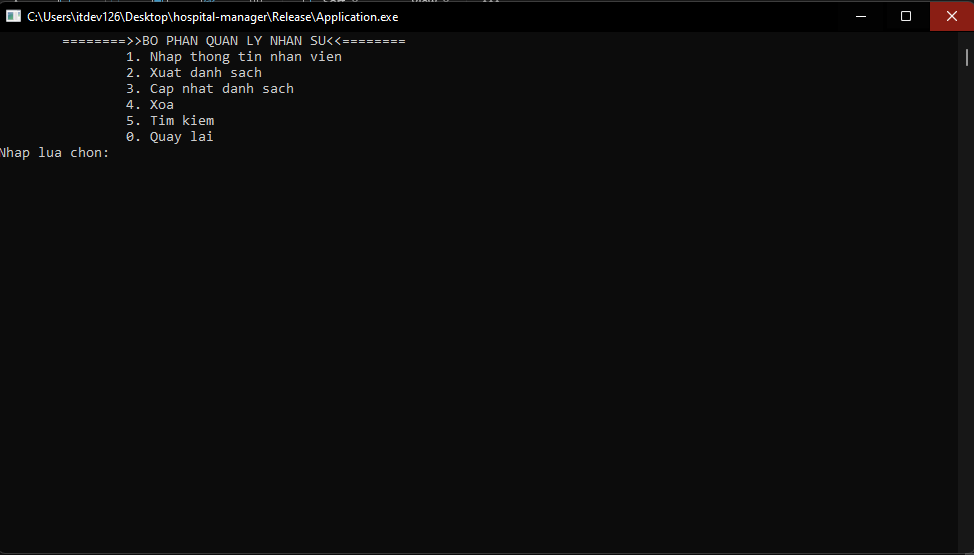 C:\Users\itdev126\Desktop\hospital-manager\Release\Application.exe
========>>BO PHAN QUAN LY NHAN SU<<========
1. Nhap thong tin nhan vien
2. Xuat danh sach
3. Cap nhat danh sach
4. Xoa
5. Tim kiem
0. Quay lai
Nhap lua chon: